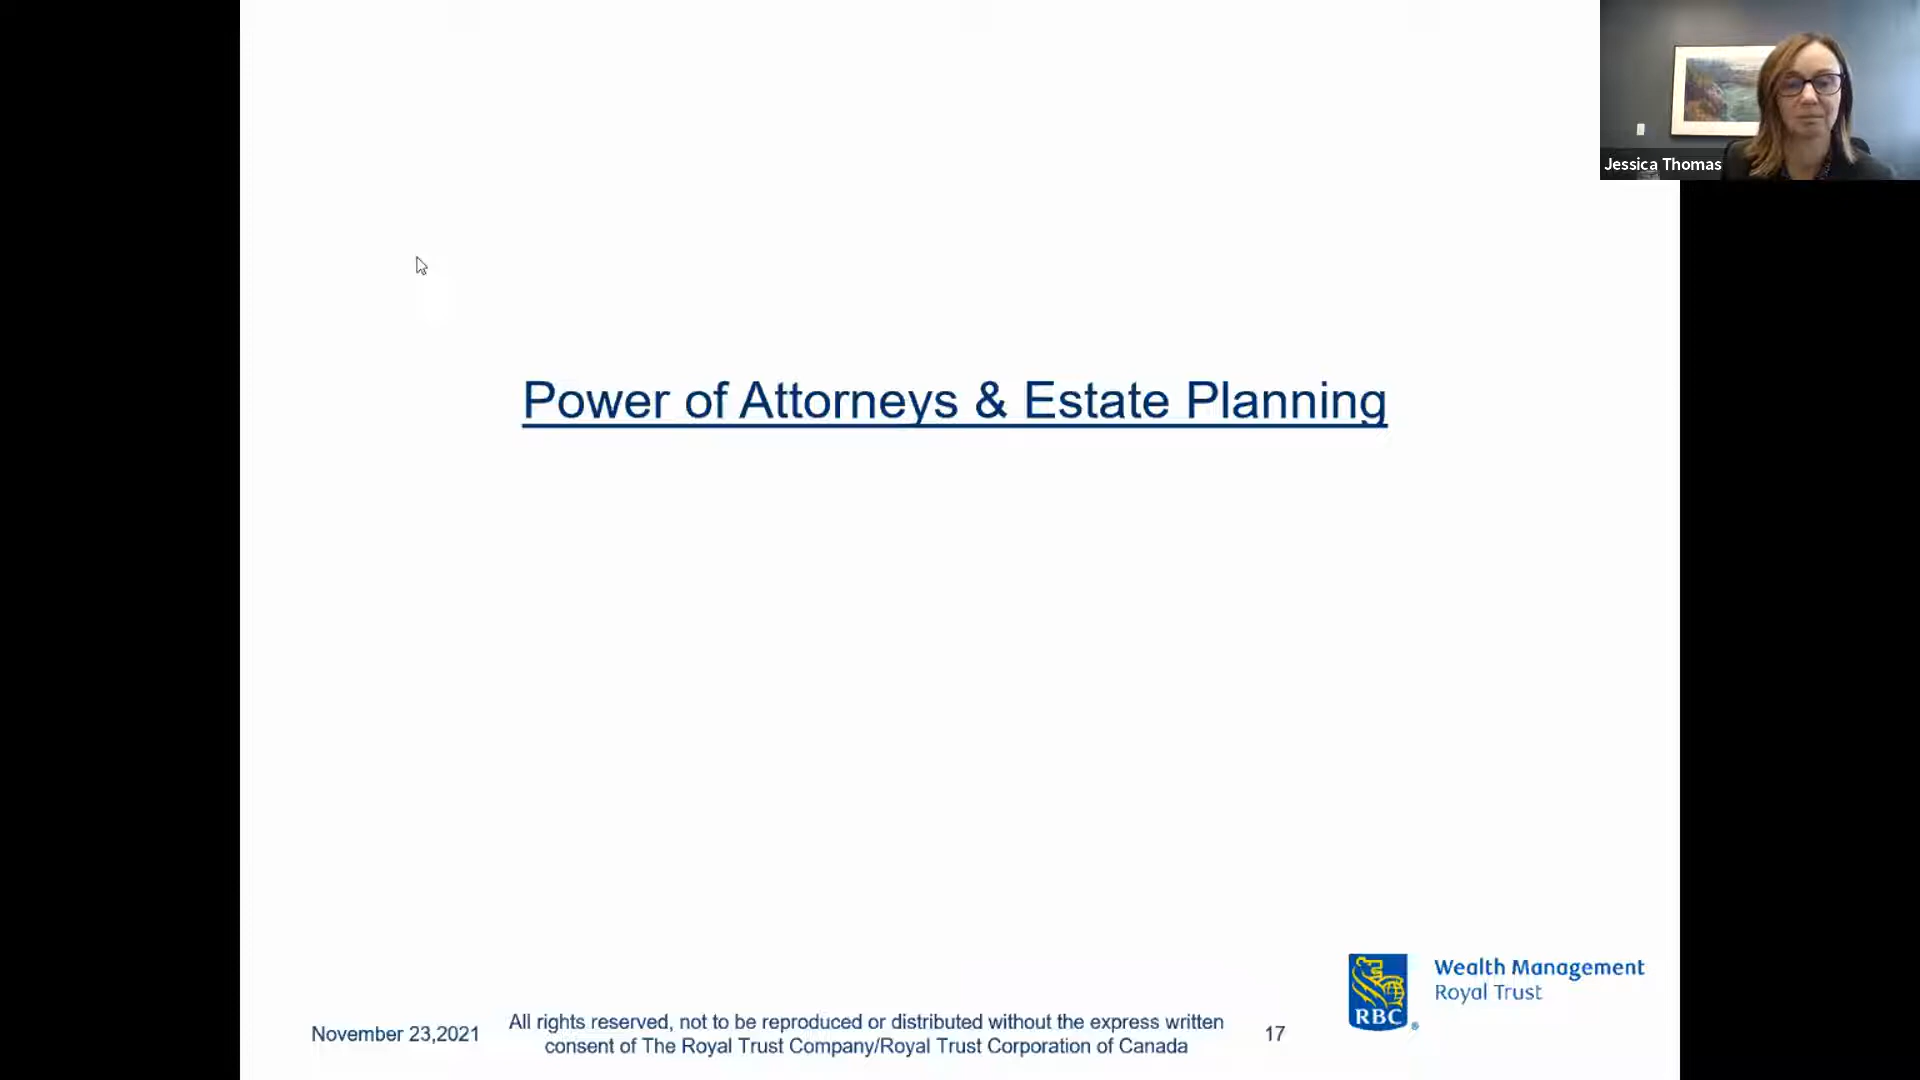 Jessica Thomas
Power of Attorneys & Estate Planning
November 23,2021
All rights reserved, not to be reproduced or distributed without the express written
consent of The Royal Trust Company/Royal Trust Corporation of Canada
17
RBC®
Wealth Management
Royal Trust